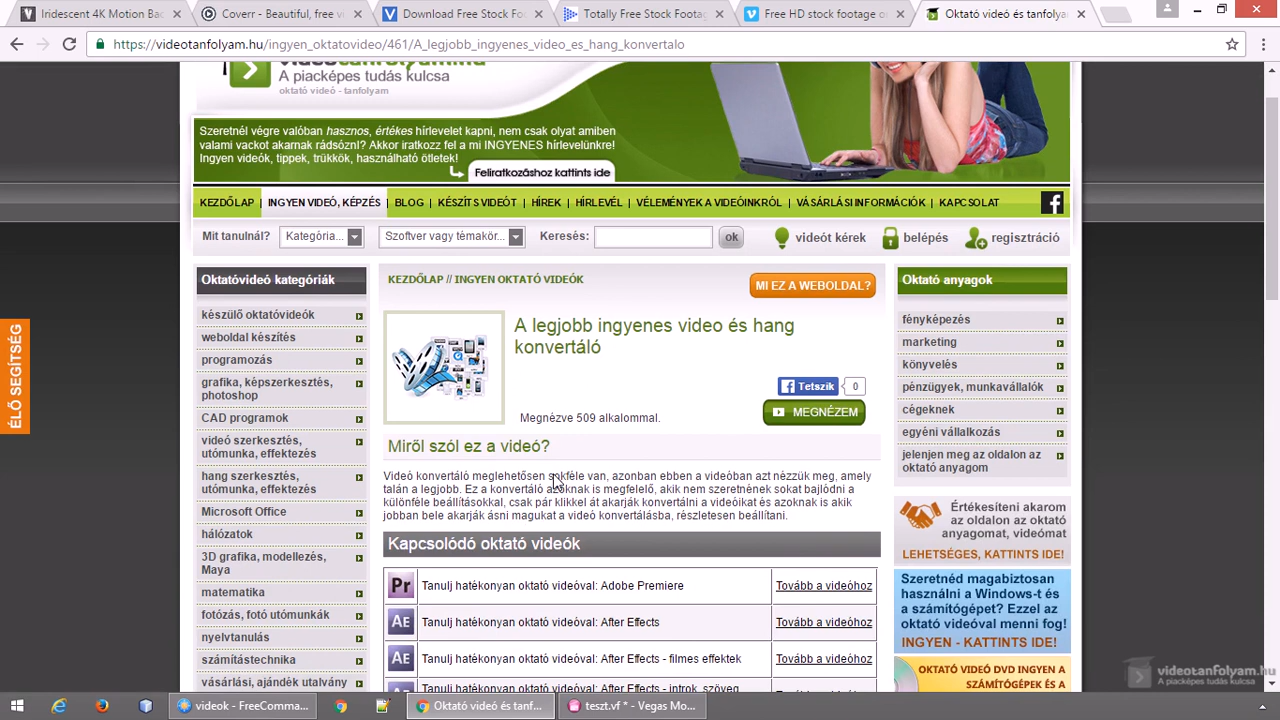 Iridescent 4K Motion Bac
Coverr - Beautiful, free v
Download Free Stock Foo
Totally Free Stock Footag
Free HD stock footage o
Oktató videó és tanfolya
https://videotanfolyam.hu/ingyen_oktatovideo/461/A_legjobb_ingyenes_video_es_hang_konvertalo
A piacképes tudás kulcsa
oktató videó - tanfolyam
Szeretnél végre valóban hasznos, értékes hírlevelet kapni, nem csak olyat amiben
valami vackot akarnak rádsózni? Akkor iratkozz fel a mi INGYENES hírlevelünkre!
Ingyen videók, tippek, trükkök, használható ötletek!
Feliratkozáshoz kattints ide
KEZDŐLAP | INGYEN VIDEÓ, KÉPZÉS | BLOG | KÉSZÍTS VIDEÓT | HÍREK | HÍRLEVÉL | VÉLEMÉNYEK A VIDEÓINKRÓL | VÁSÁRLÁSI INFORMÁCIÓK | KAPCSOLAT
Mit tanulnál? Kategória... Szoftver vagy témakör... Keresés: ok videót kérek belépés regisztráció
ÉLŐ SEGÍTSÉG
Oktatóvideó kategóriák
készülő oktatóvideók
weboldal készítés
programozás
grafika, képszerkesztés,
photoshop
CAD programok
videó szerkesztés,
utómunka, effektezés
hang szerkesztés,
utómunka, effektezés
Microsoft Office
hálózatok
3D grafika, modellezés,
Maya
matematika
fotózás, fotó utómunkák
nyelvtanulás
számítástechnika
vásárlási, ajándék utalvány
KEZDŐLAP // INGYEN OKTATÓ VIDEÓK
MI EZ A WEBOLDAL?
A legjobb ingyenes video és hang
konvertáló
Tetszik 0
Megnézve 509 alkalommal.
MEGNÉZEM
Miről szól ez a videó?
Videó konvertáló meglehetősen sokféle van, azonban ebben a videóban azt nézzük meg, amely
talán a legjobb. Ez a konvertáló azoknak is megfelelő, akik nem szeretnének sokat bajlódni a
különféle beállításokkal, csak pár klikkel át akarják konvertálni a videóikat és azoknak is akik
jobban bele akarják ásni magukat a videó konvertálásba, részletesen beállítani.
Kapcsolódó oktató videók
Pr Tanulj hatékonyan oktató videóval: Adobe Premiere Tovább a videóhoz
AE Tanulj hatékonyan oktató videóval: After Effects Tovább a videóhoz
AE Tanulj hatékonyan oktató videóval: After Effects - filmes effektek Tovább a videóhoz
Tanulj hatékonyan oktató videóval: After Effects - introk, szöveg
Oktató anyagok
fényképezés
marketing
könyvelés
pénzügyek, munkavállalók
cégeknek
egyéni vállalkozás
jelenjen meg az oldalon az
oktató anyagom
Értékesíteni akarom
az oldalon az oktató
anyagomat, videómat
LEHETSÉGES, KATTINTS IDE!
Szeretnéd magabiztosan
használni a Windows-t és
a számítógépet? Ezzel az
oktató videóval menni fog!
INGYEN - KATTINTS IDE!
OKTATÓ VIDEÓ DVD INGYEN A
SZÁMÍTÓGÉPEK ÉS A
videotanfolyam.hu
A piacképes tudás kulcsa
videok - FreeComma...
Oktató videó és tanf...
teszt.vf * - Vegas Mo...